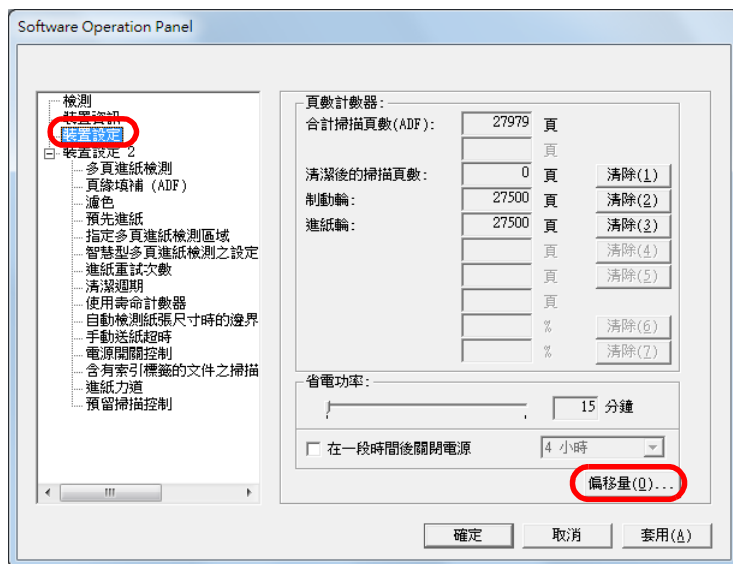 Software Operation Panel
檢測
裝置資訊
裝置設定
裝置設定 2
多頁進紙檢測
頁緣填補 (ADF)
濾色
預先進紙
指定多頁進紙檢測區域
智慧型多頁進紙檢測之設定
進紙重試次數
清潔週期
使用壽命計數器
自動檢測紙張尺寸時的邊界
手動送紙超時
電源開關控制
含有索引標籤的文件之掃描
進紙力道
預留掃描控制
頁數計數器:
合計掃描頁數(ADF): 27979 頁
頁
清潔後的掃描頁數: 0 頁 清除(1)
制動輪: 27500 頁 清除(2)
進紙輪: 27500 頁 清除(3)
頁 清除(4)
頁 清除(5)
頁
% 清除(6)
% 清除(7)
省電功率:
15 分鐘
在一段時間後關閉電源 4 小時
偏移量(O)...
確定 取消 套用(A)